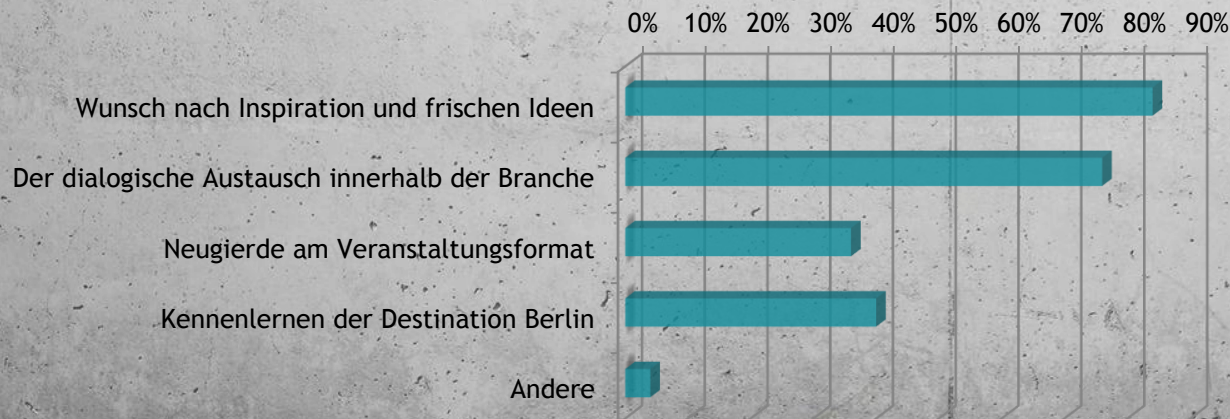 0% 10% 20% 30% 40% 50% 60% 70% 80% 90%
Wunsch nach Inspiration und frischen Ideen
Der dialogische Austausch innerhalb der Branche
Neugierde am Veranstaltungsformat
Kennenlernen der Destination Berlin
Andere